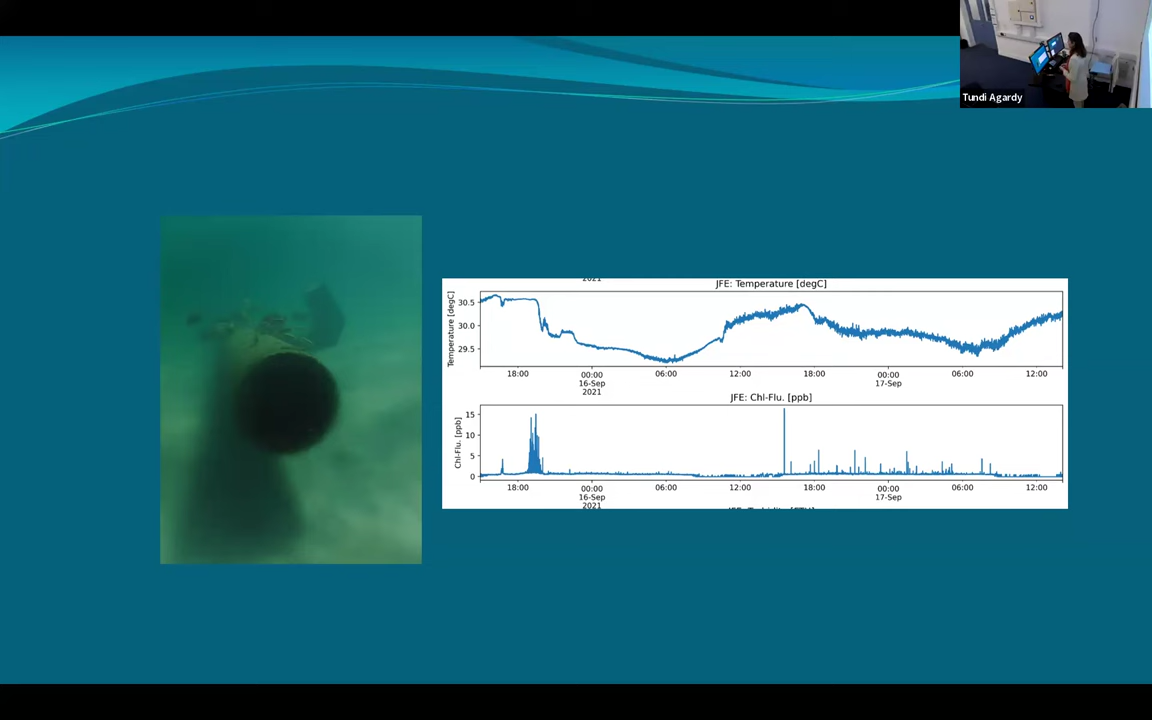 Tundi Agardy
2021
JFE: Temperature [degC]
Temperature [degC]
30.5
30.0
29.5
18:00 00:00 06:00 12:00 18:00 00:00 06:00 12:00
16-Sep 17-Sep
2021
JFE: Chl-Flu. [ppb]
Chl-Flu. [ppb]
15
10
5
0
18:00 00:00 06:00 12:00 18:00 00:00 06:00 12:00
16-Sep 17-Sep
2021